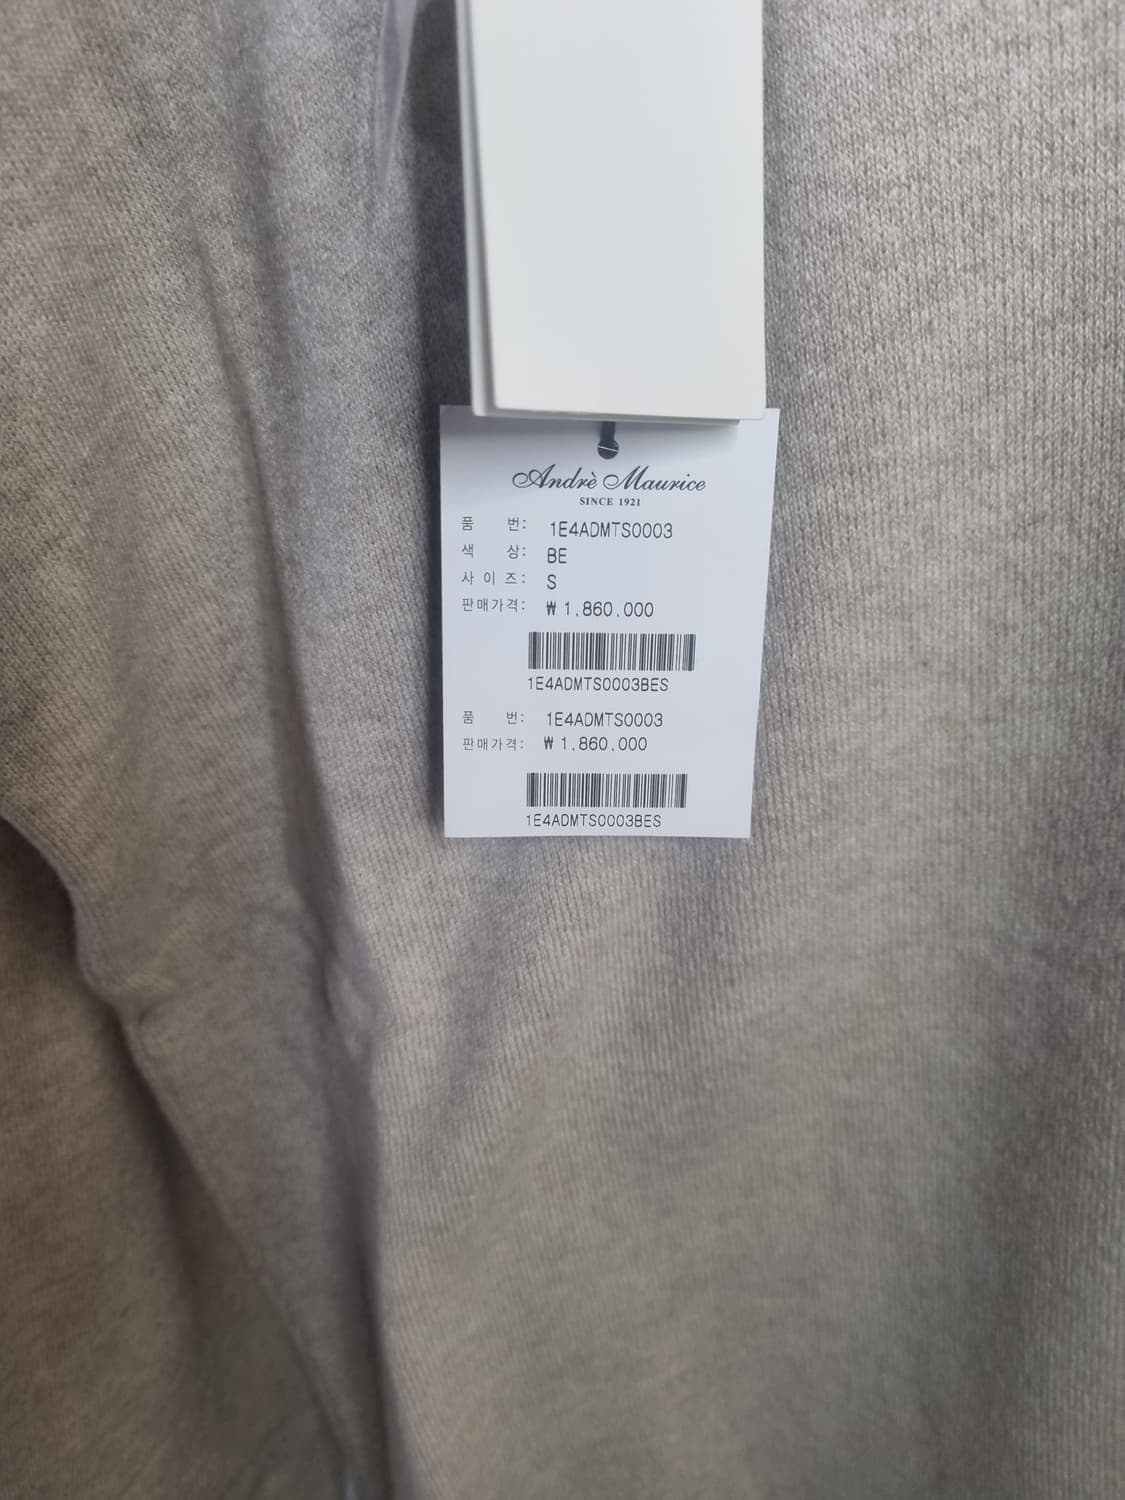 Andrè Maurice
SINCE 1921
품 번: 1E4ADMTS0003
색 상: BE
사 이 즈: S
판매가격: ₩ 1,860,000
1E4ADMTS0003BES
품 번: 1E4ADMTS0003
판매가격: ₩ 1,860,000
1E4ADMTS0003BES